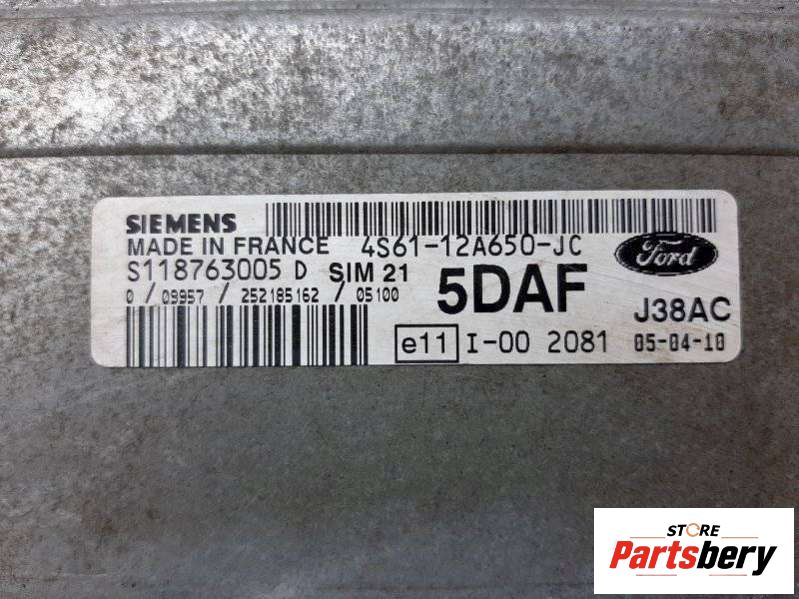 SIEMENS
MADE IN FRANCE 4S61-12A650-JC
S118763005 D SIM 21
0 / 09957 / 252185162 / 05100
5DAF
Ford
J38AC
e11 I-00 2081 05-04-10
STORE
Partsbery